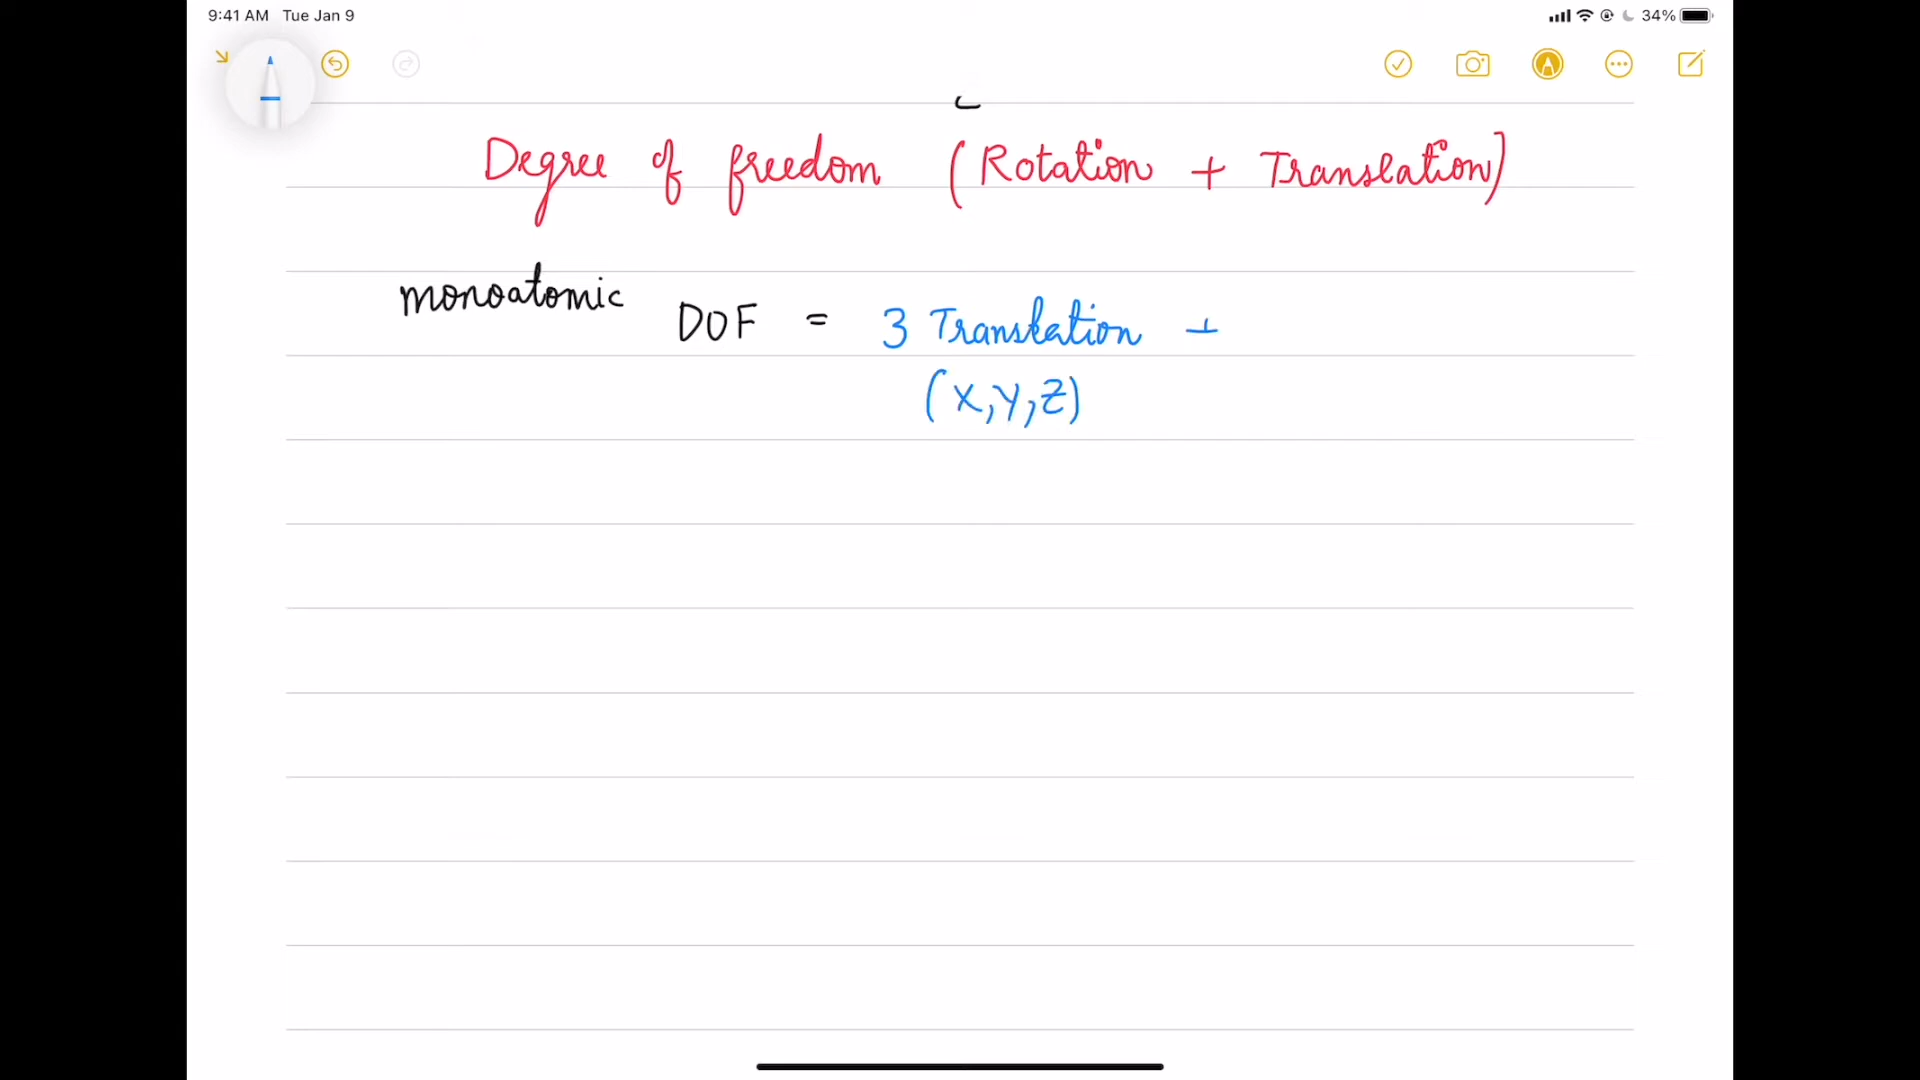 9:41 AM Tue Jan 9
34%
Degree of freedom (Rotation + Translation)
monoatomic DOF = 3 Translation +
(X,Y,Z)